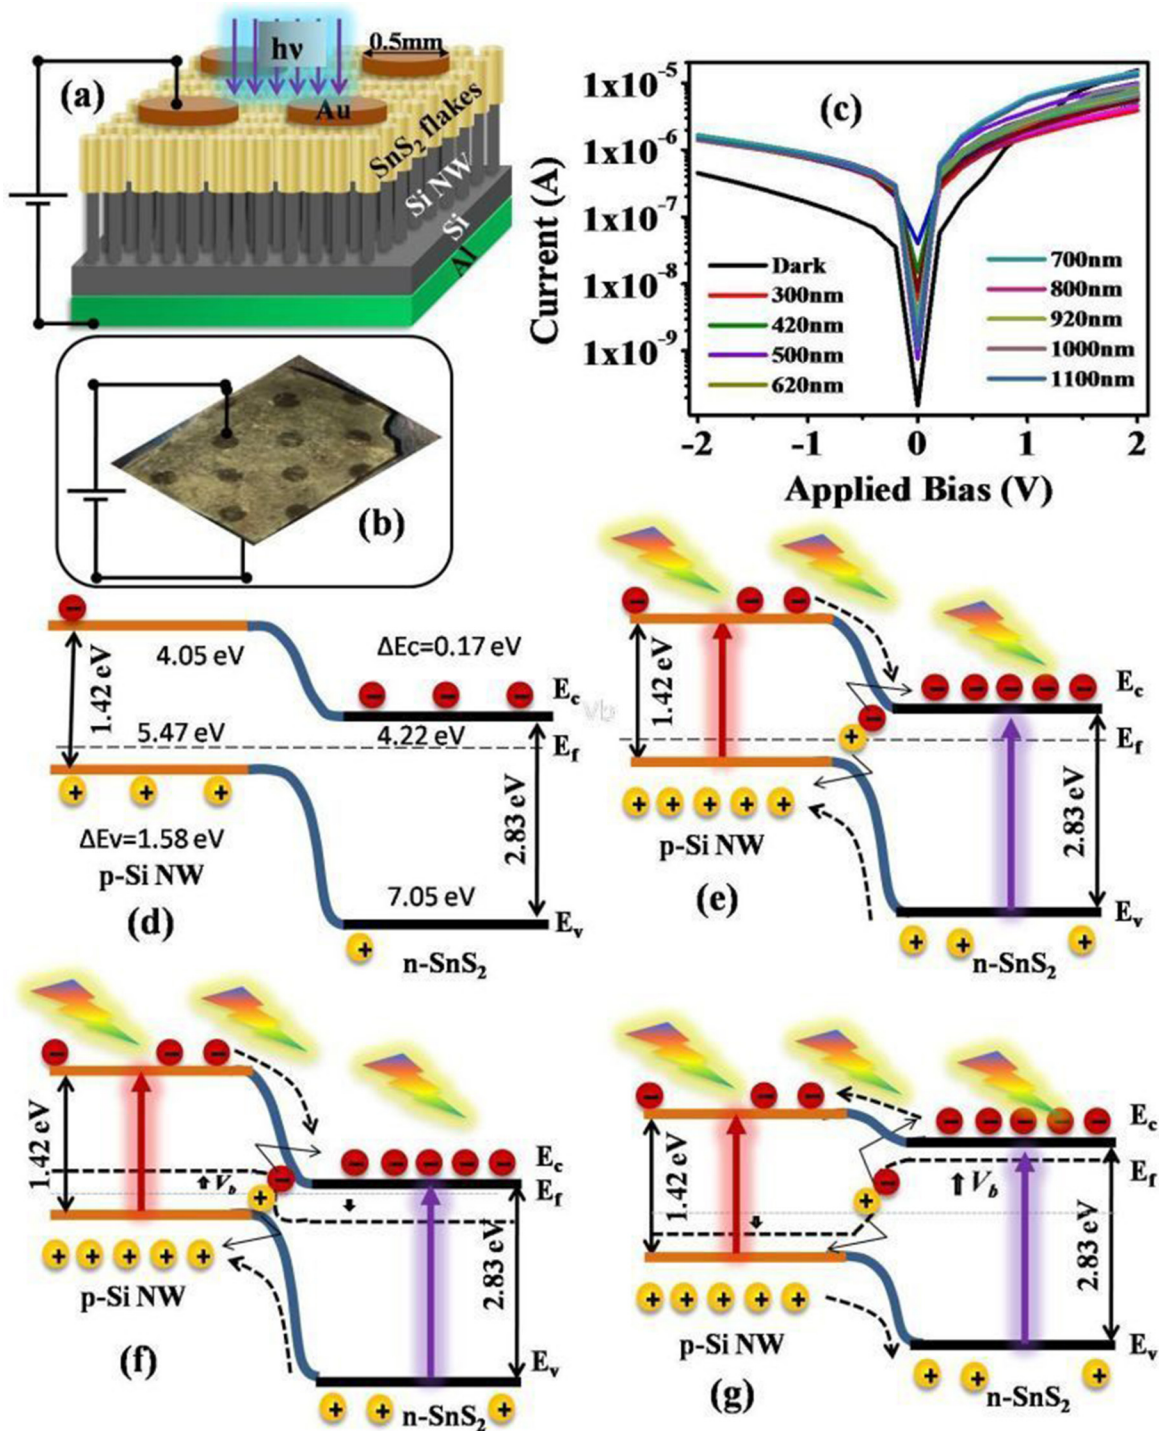 (a)
hν
0.5mm
Au
SnS2 flakes
Si NW
Si
Al
(b)
(c)
Current (A)
1x10-5
1x10-6
1x10-7
1x10-8
1x10-9
Dark
300nm
420nm
500nm
620nm
700nm
800nm
920nm
1000nm
1100nm
-2 -1 0 1 2
Applied Bias (V)
4.05 eV
ΔEc=0.17 eV
1.42 eV
Ec
5.47 eV
4.22 eV
Ef
2.83 eV
ΔEv=1.58 eV
p-Si NW
7.05 eV
Ev
(d)
n-SnS2
Vb
1.42 eV
Ec
Ef
2.83 eV
p-Si NW
(e)
Ev
n-SnS2
1.42 eV
Ec
Vb
Ef
2.83 eV
p-Si NW
(f)
Ev
n-SnS2
1.42 eV
Ec
Ef
Vb
2.83 eV
p-Si NW
Ev
(g)
n-SnS2